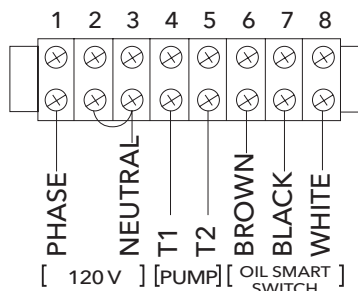 1 2 3 4 5 6 7 8
PHASE
NEUTRAL
T1
T2
BROWN
BLACK
WHITE
[ 120 V ] [PUMP] [ OIL SMART ]
SWITCH